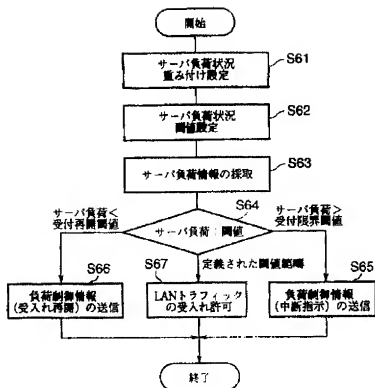 開始
サーバ負荷状況
重み付け設定
S61
サーバ負荷状況
閾値設定
S62
サーバ負荷情報の採取
S63
サーバ負荷<
受付再開閾値
S64
サーバ負荷>
受付限界閾値
サーバ負荷:閾値
S66
S67
定義された閾値範疇
S65
負荷制御情報
(受入れ再開)の送信
LANトラフィック
の受入れ許可
負荷制御情報
(中断指示)の送信
終了